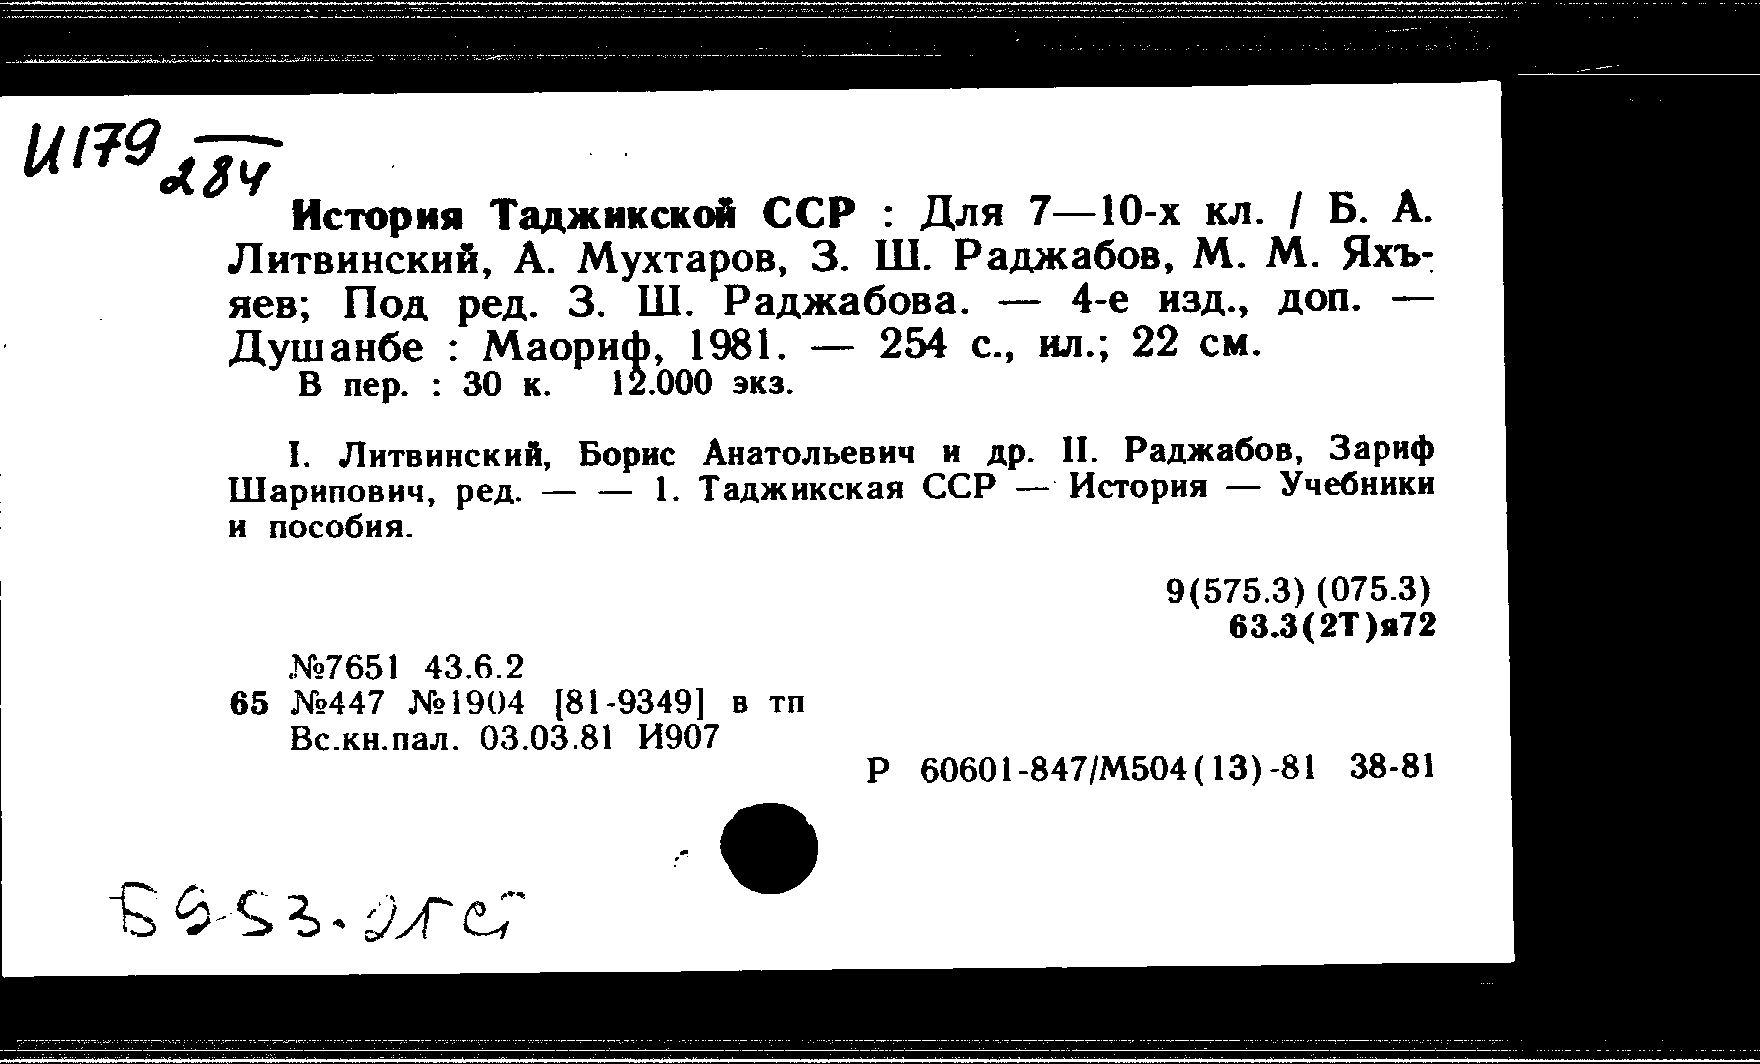 И179
284
История Таджикской ССР : Для 7—10-х кл. / Б. А.
Литвинский, А. Мухтаров, З. Ш. Раджабов, М. М. Яхъ-
яев; Под ред. З. Ш. Раджабова. — 4-е изд., доп. —
Душанбе : Маориф, 1981. — 254 с., ил.; 22 см.
В пер. : 30 к. 12.000 экз.
I. Литвинский, Борис Анатольевич и др. II. Раджабов, Зариф
Шарипович, ред. — — 1. Таджикская ССР — История — Учебники
и пособия.
9(575.3) (075.3)
63.3(2Т)я72
№7651 43.6.2
65 №447 №1904 [81-9349] в тп
Вс.кн.пал. 03.03.81 И907
Р 60601-847/М504(13)-81 38-81